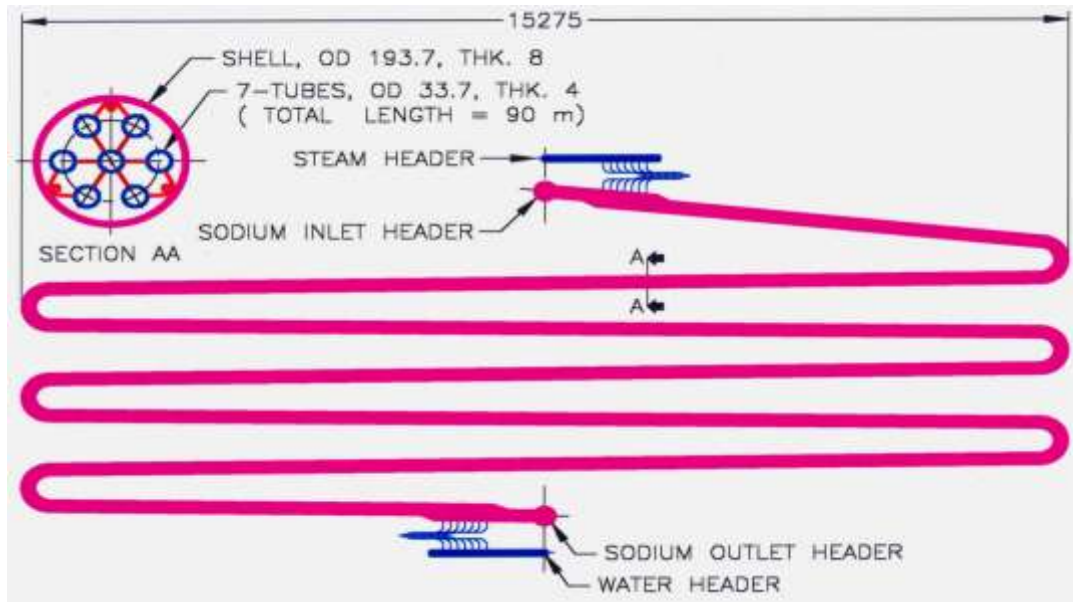 15275
SHELL, OD 193.7, THK. 8
7-TUBES, OD 33.7, THK. 4
( TOTAL LENGTH = 90 m)
STEAM HEADER
SODIUM INLET HEADER
SECTION AA
A
A
SODIUM OUTLET HEADER
WATER HEADER